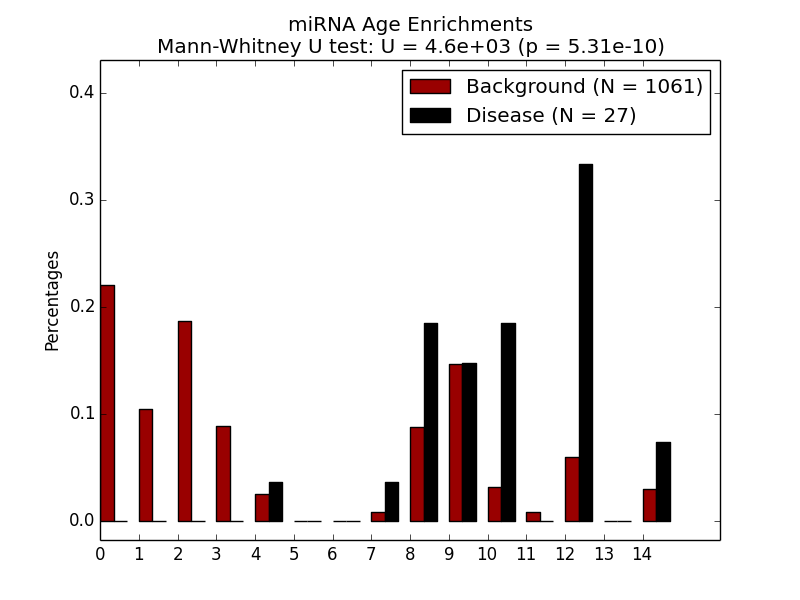 miRNA Age Enrichments
Mann-Whitney U test: U = 4.6e+03 (p = 5.31e-10)
Background (N = 1061)
Disease (N = 27)
Percentages
0.4
0.3
0.2
0.1
0.0
0 1 2 3 4 5 6 7 8 9 10 11 12 13 14